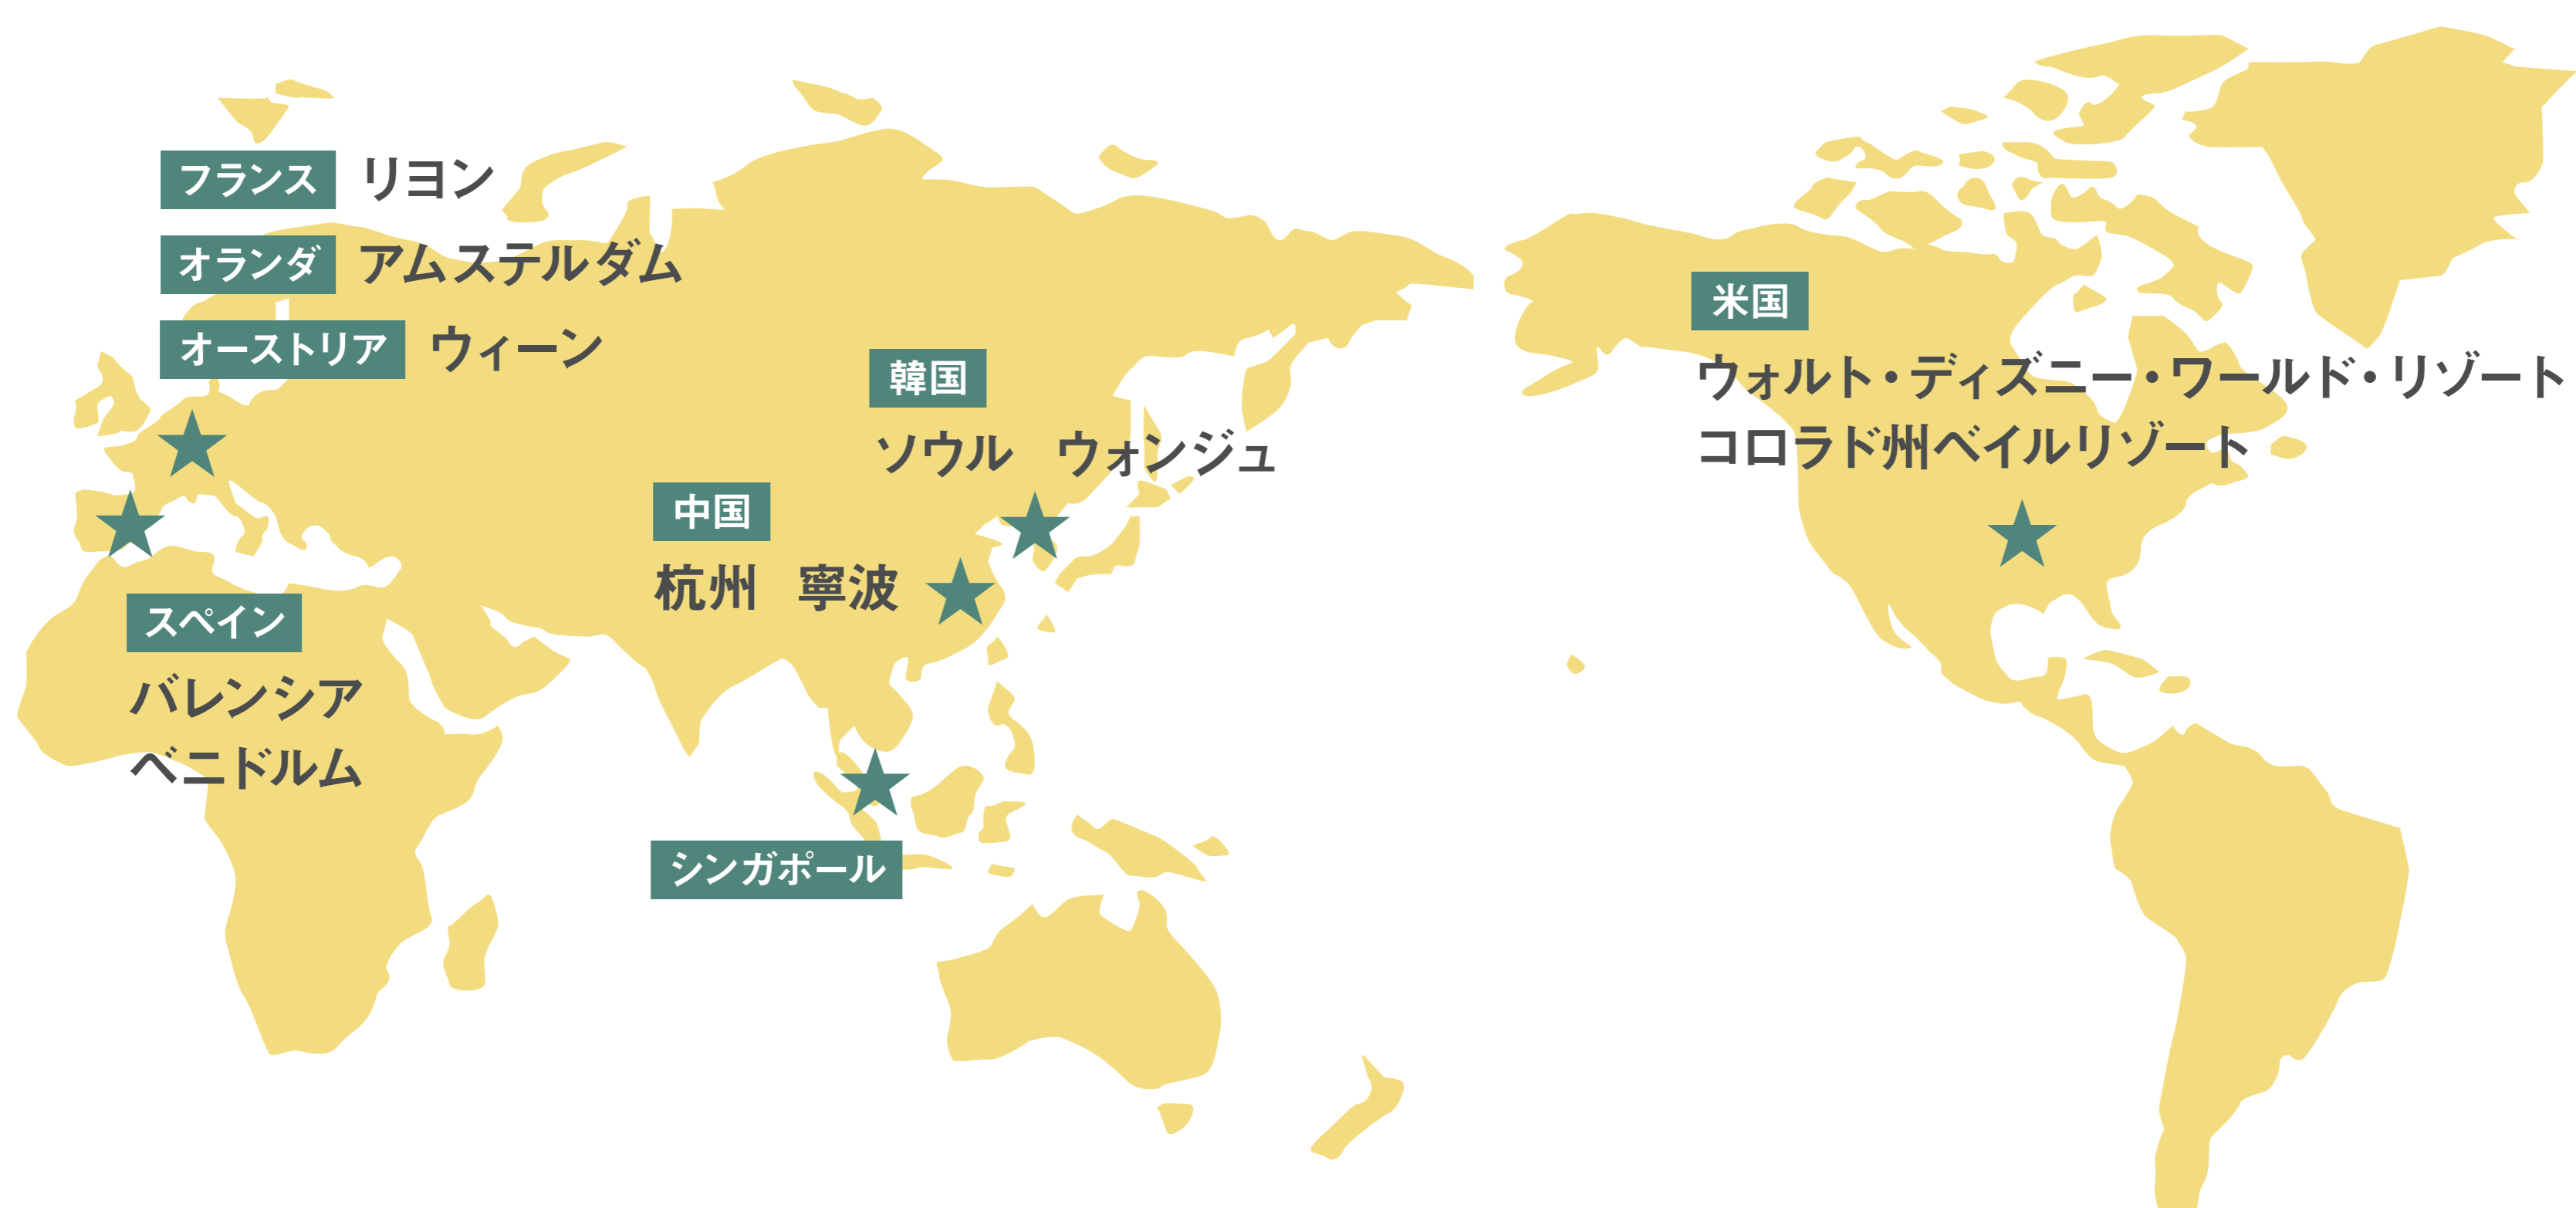 フランス リヨン
オランダ アムステルダム
オーストリア ウィーン
スペイン
バレンシア
ベニドルム
韓国
ソウル ウォンジュ
中国
杭州 寧波
シンガポール
米国
ウォルト・ディズニー・ワールド・リゾート
コロラド州ベイルリゾート